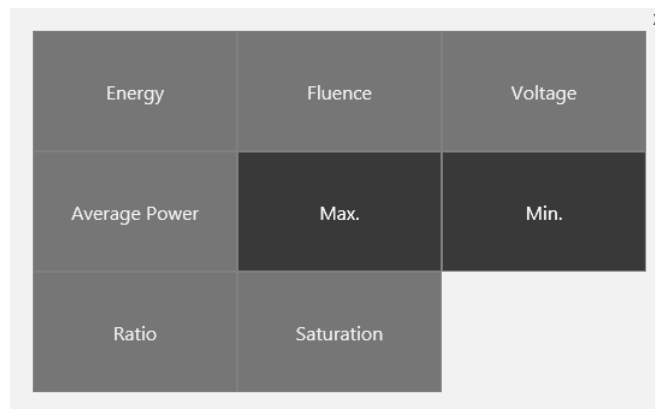 Energy
Fluence
Voltage
Average Power
Max.
Min.
Ratio
Saturation